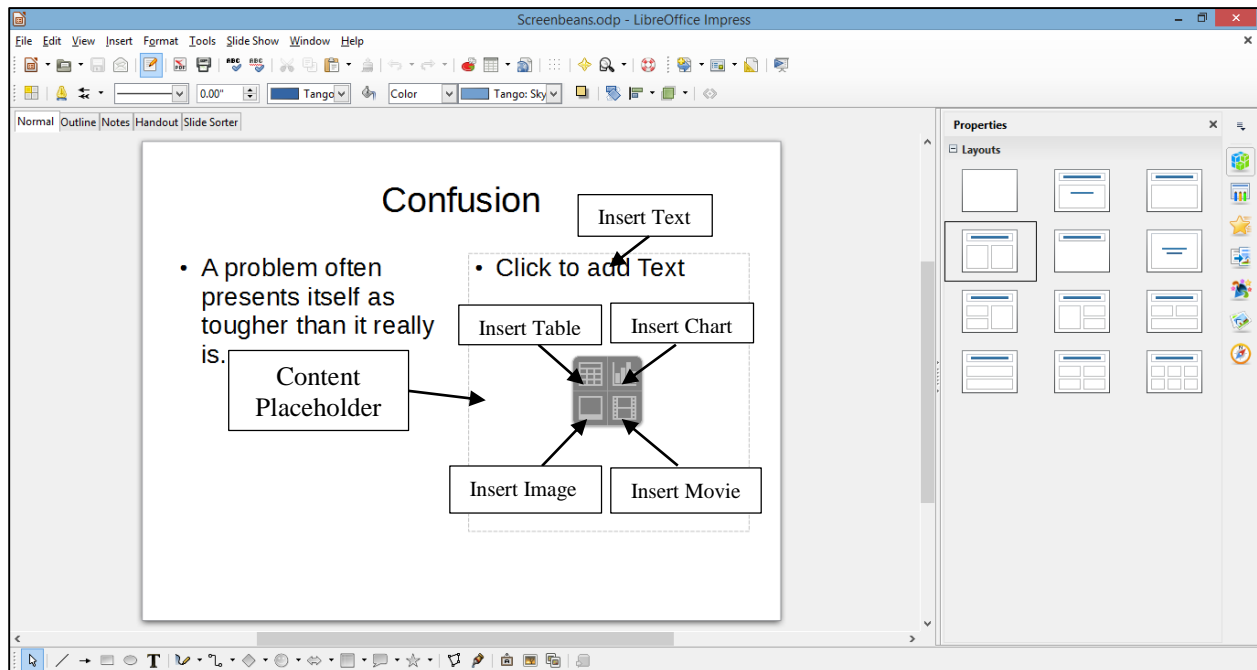 Screenbeans.odp - LibreOffice Impress
File Edit View Insert Format Tools Slide Show Window Help
0.00" Tango Color Tango: Sky
Normal Outline Notes Handout Slide Sorter
Properties
Layouts
Confusion
Insert Text
• A problem often
presents itself as
tougher than it really
is.
• Click to add Text
Insert Table
Insert Chart
Content
Placeholder
Insert Image
Insert Movie